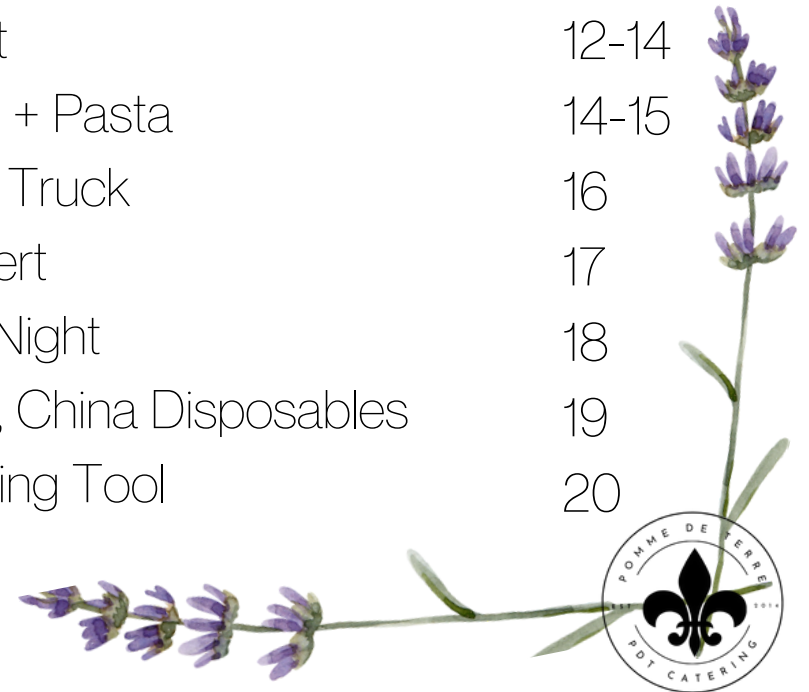 t 12-14
+ Pasta 14-15
Truck 16
ert 17
Night 18
, China Disposables 19
ing Tool 20
POMME DE TERRE
EST 2014
PDT CATERING